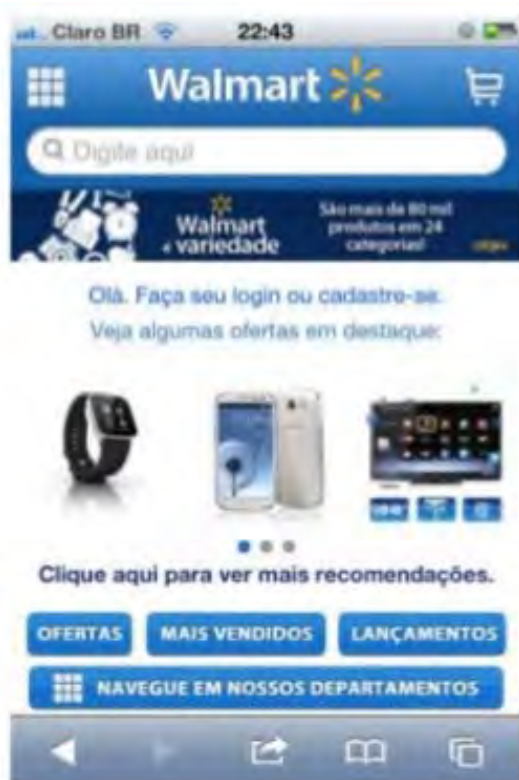 Claro BR 22:43
Walmart
Digite aqui
Walmart
é variedade
São mais de 80 mil
produtos em 24
categorias!
Olá. Faça seu login ou cadastre-se.
Veja algumas ofertas em destaque:
Clique aqui para ver mais recomendações.
OFERTAS MAIS VENDIDOS LANÇAMENTOS
NAVEGUE EM NOSSOS DEPARTAMENTOS